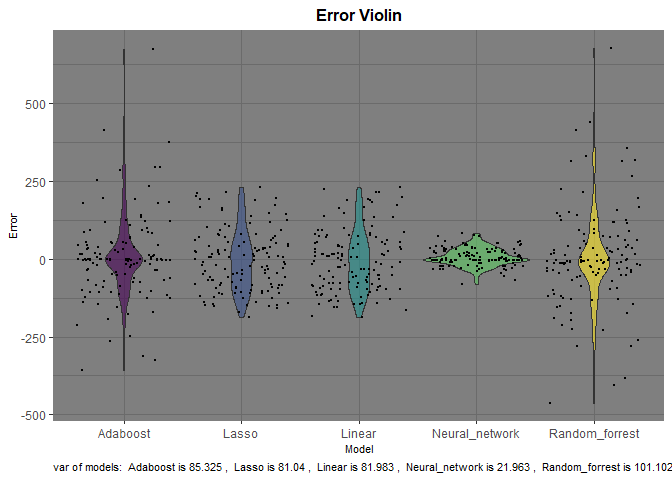 Error Violin
500
250
0
-250
-500
Error
Adaboost
Lasso
Linear
Neural_network
Random_forrest
Model
var of models: Adaboost is 85.325 , Lasso is 81.04 , Linear is 81.983 , Neural_network is 21.963 , Random_forrest is 101.102